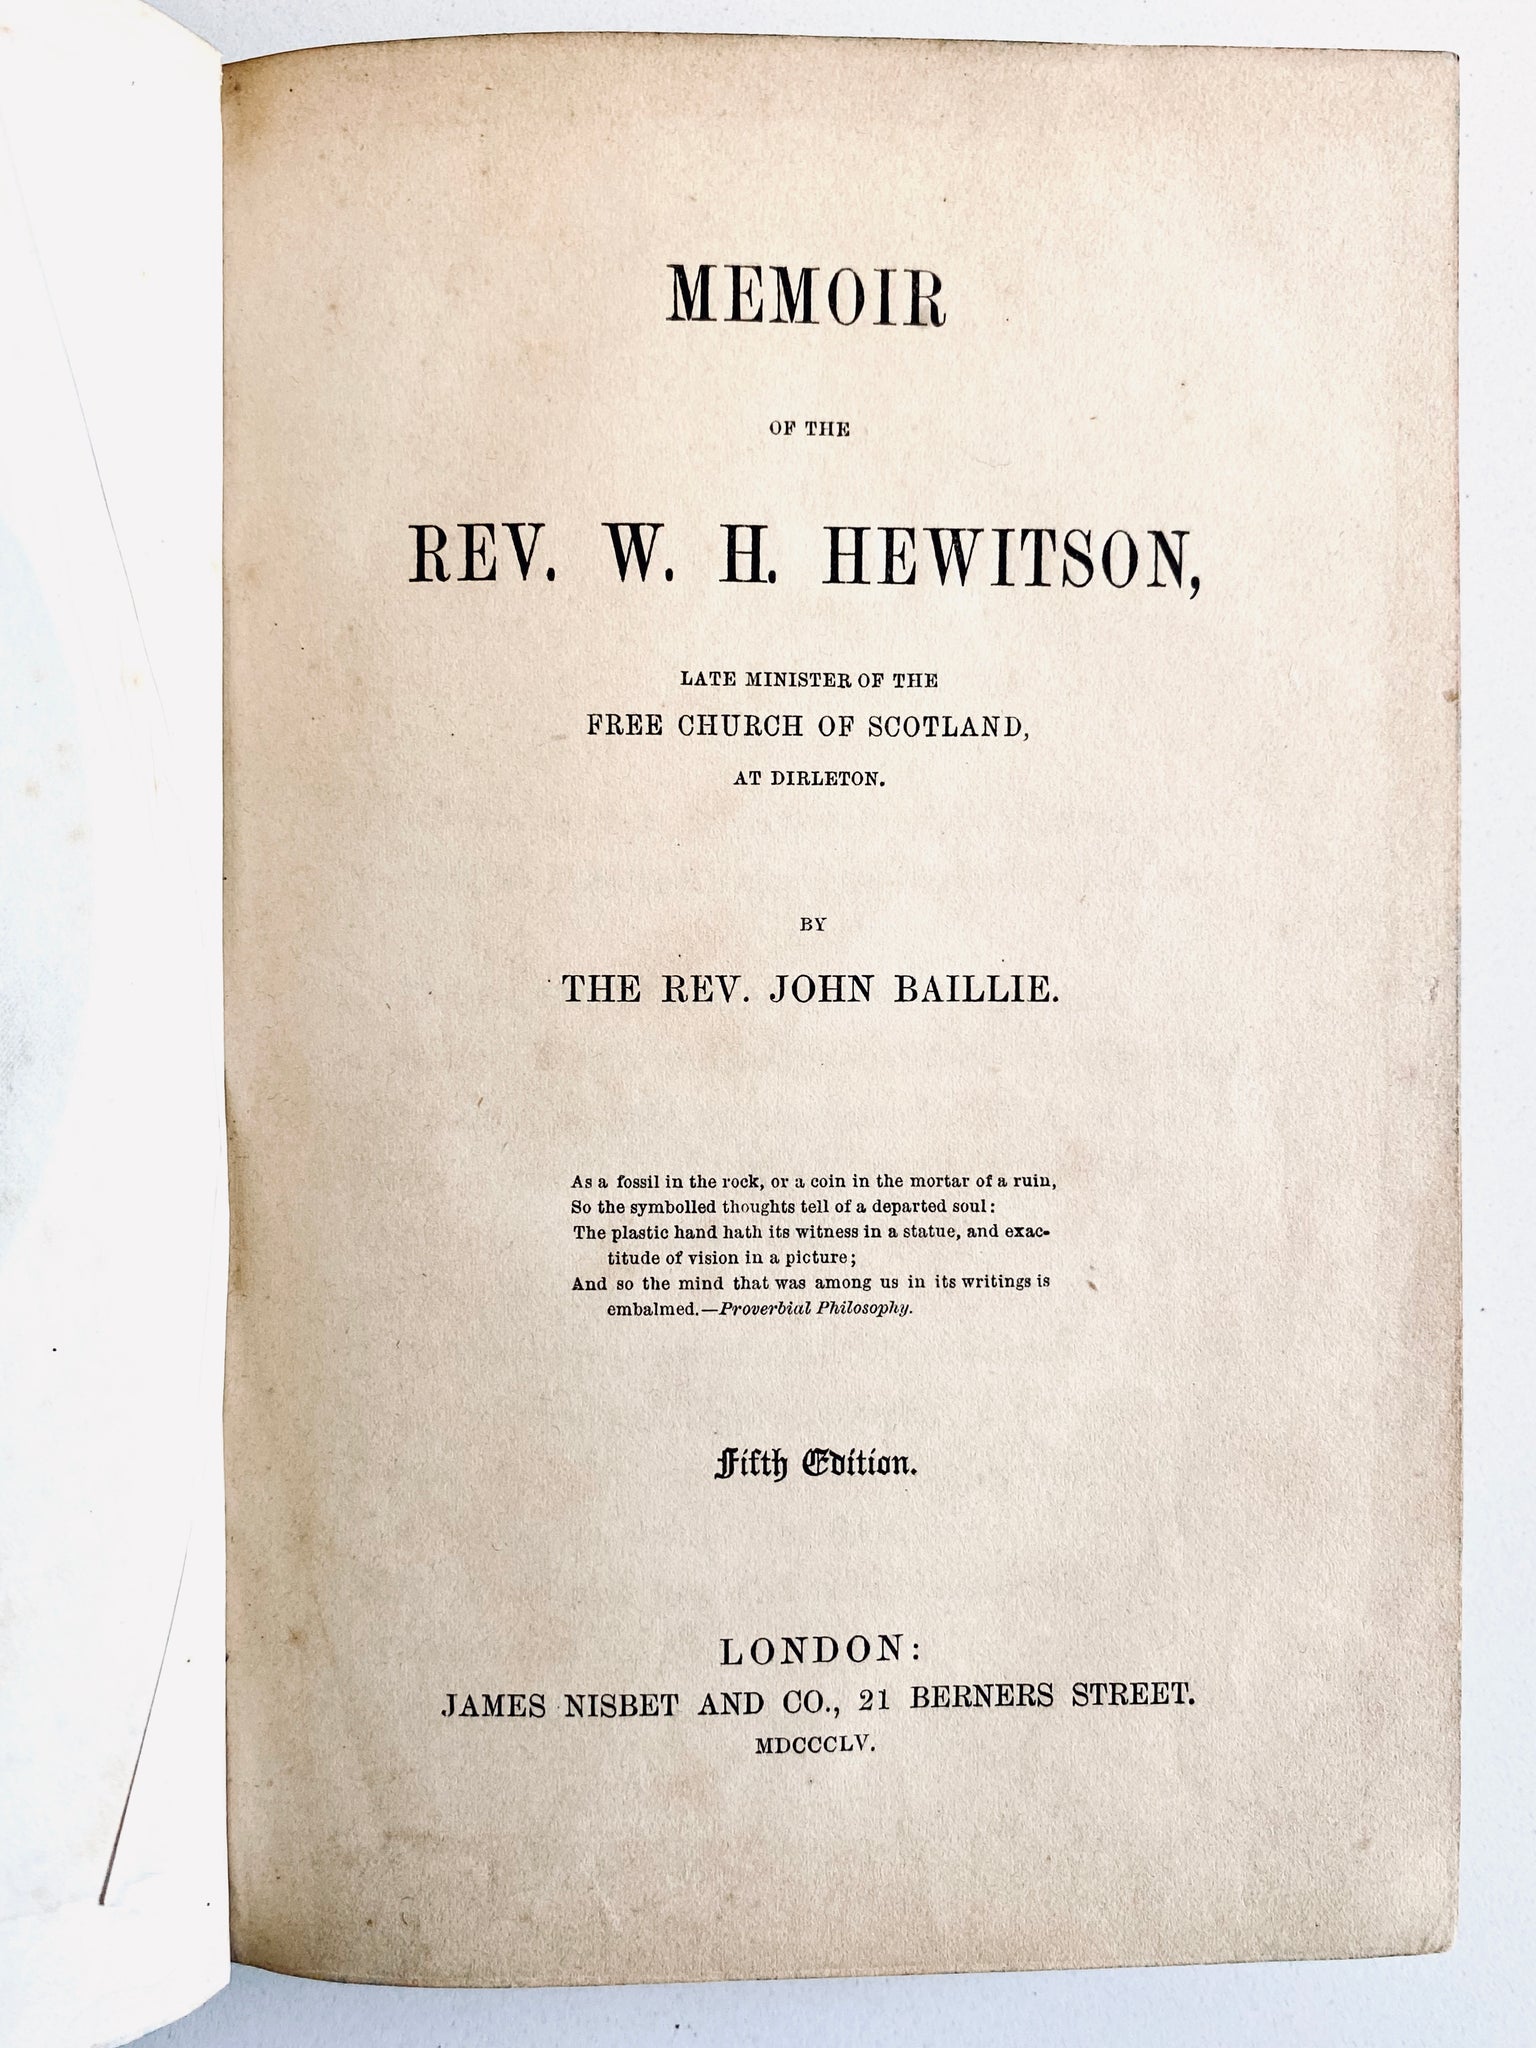 MEMOIR
OF THE
REV. W. H. HEWITSON,
LATE MINISTER OF THE
FREE CHURCH OF SCOTLAND,
AT DIRLETON.
BY
THE REV. JOHN BAILLIE.
As a fossil in the rock, or a coin in the mortar of a ruin,
So the symbolled thoughts tell of a departed soul:
The plastic hand hath its witness in a statue, and exac-
titude of vision in a picture;
And so the mind that was among us in its writings is
embalmed.—Proverbial Philosophy.
Fifth Edition.
LONDON:
JAMES NISBET AND CO., 21 BERNERS STREET.
MDCCCLV.